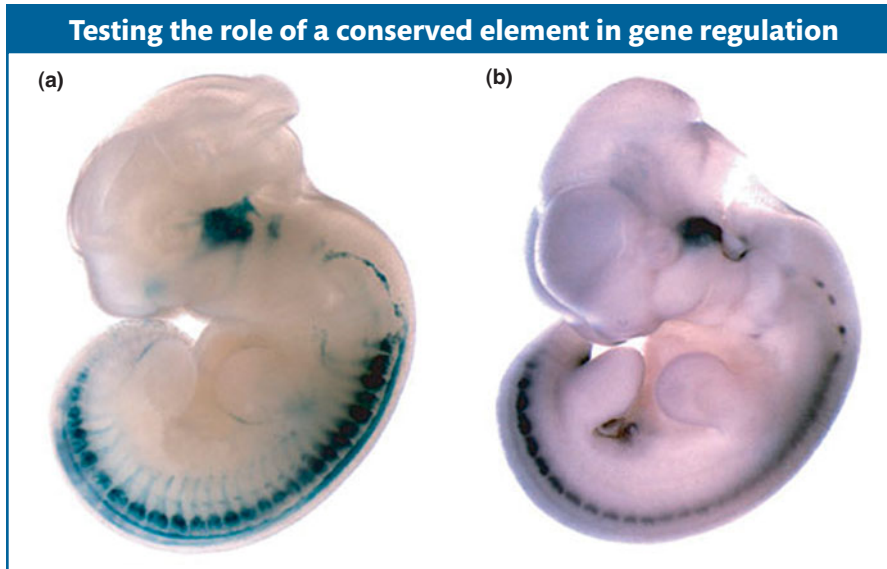 Testing the role of a conserved element in gene regulation
(a)
(b)